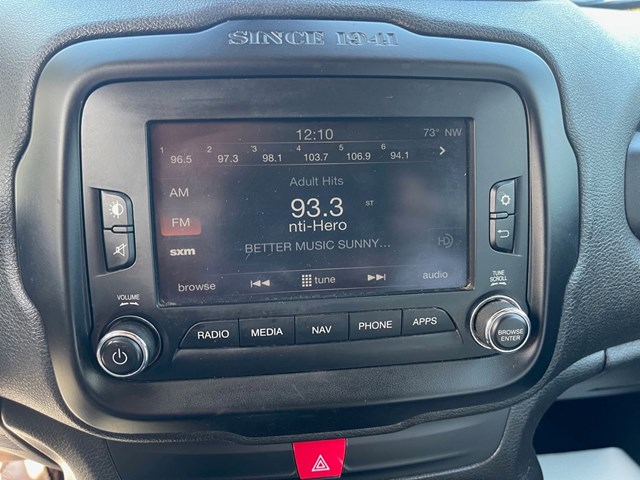 SINCE 1941
12:10 73° NW
1 96.5 2 97.3 3 98.1 4 103.7 5 106.9 6 94.1
AM
Adult Hits
FM
93.3 ST
nti-Hero
sxm
BETTER MUSIC SUNNY...
HD
browse tune audio
VOLUME
TUNE
SCROLL
RADIO MEDIA NAV PHONE APPS
BROWSE
ENTER